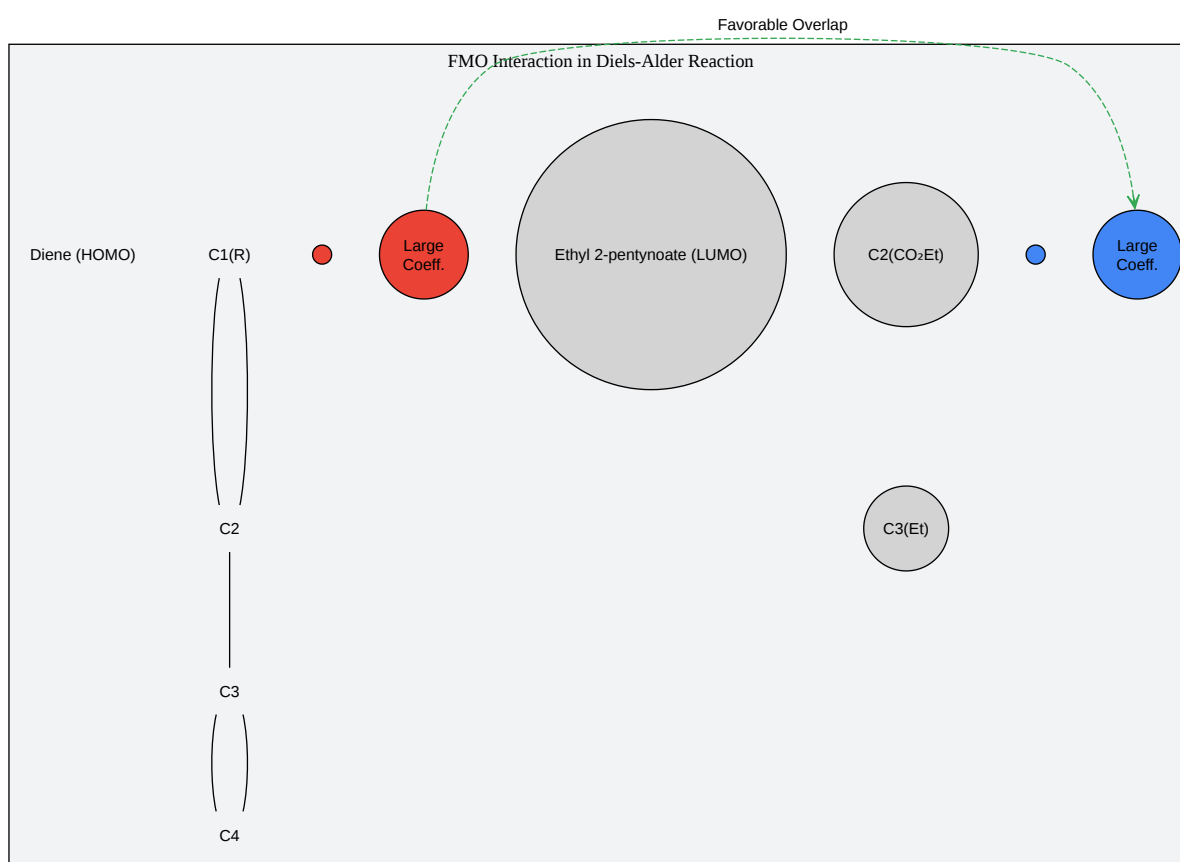 Favorable Overlap
FMO Interaction in Diels-Alder Reaction
Diene (HOMO)
C1(R)
Large
Coeff.
Ethyl 2-pentynoate (LUMO)
C2(CO₂Et)
Large
Coeff.
C2
C3(Et)
C3
C4